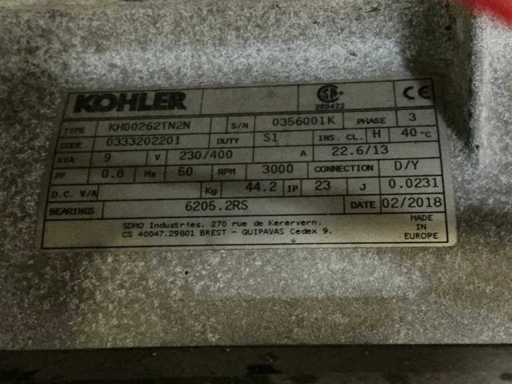 KOHLER CE
TYPE KH00262TN2N S/N 0356001K PHASE 3
CODE 0333202201 DUTY S1 INS. CL. H 40°C
KVA 9 V 230/400 A 22.6/13
PF 0.8 Hz 50 RPM 3000 CONNECTION D/Y
D.C. V/A Kg 44.2 IP 23 J 0.0231
BEARINGS 6205.2RS DATE 02/2018
SDMO Industries. 270 rue de Kerervern.
CS 40047.29801 BREST - GUIPAVAS Cedex 9.
MADE
IN
EUROPE